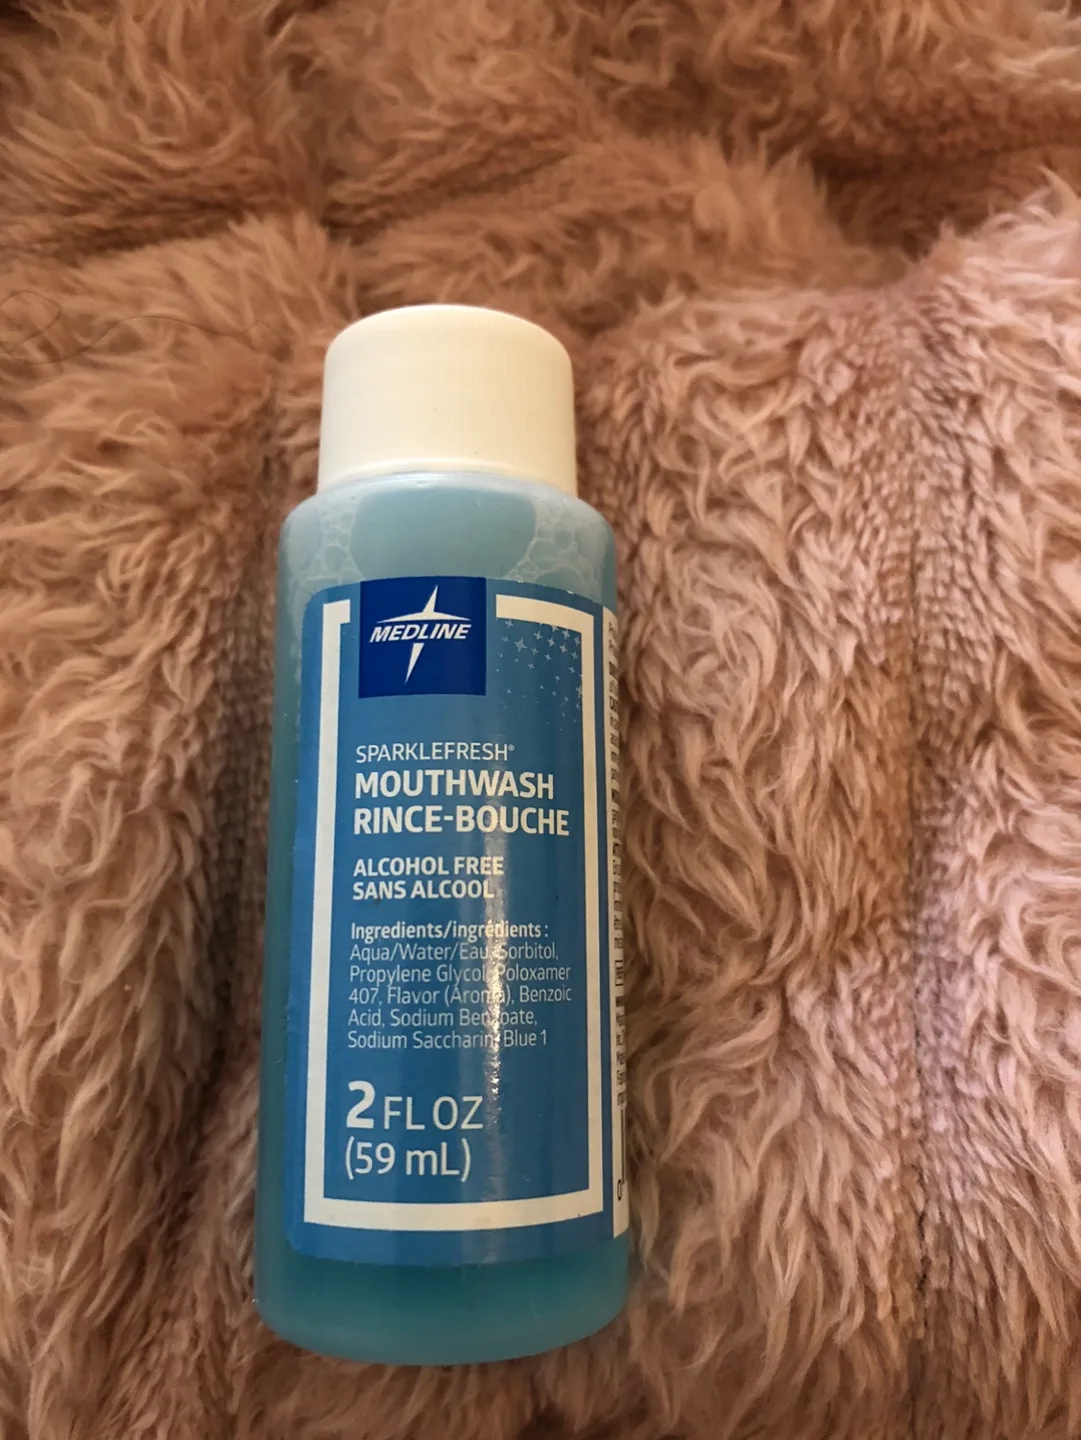 MEDLINE
SPARKLEFRESH®
MOUTHWASH
RINCE-BOUCHE
ALCOHOL FREE
SANS ALCOOL
Ingredients/ingrédients :
Aqua/Water/Eau, Sorbitol,
Propylene Glycol, Poloxamer
407, Flavor (Aroma), Benzoic
Acid, Sodium Benzoate,
Sodium Saccharin, Blue 1
2 FL OZ
(59 mL)